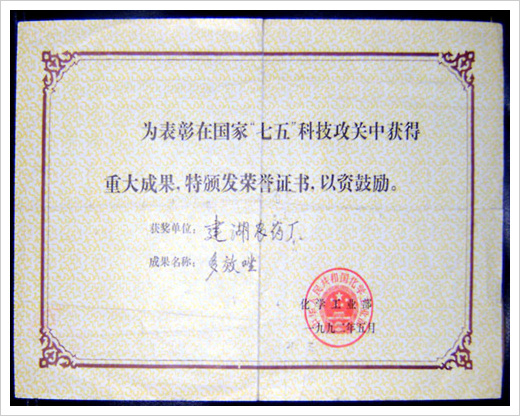 为表彰在国家“七五”科技攻关中获得
重大成果，特颁发荣誉证书，以资鼓励。
获奖单位：建湖农药厂
成果名称：多效唑
化学工业部
一九九二年五月